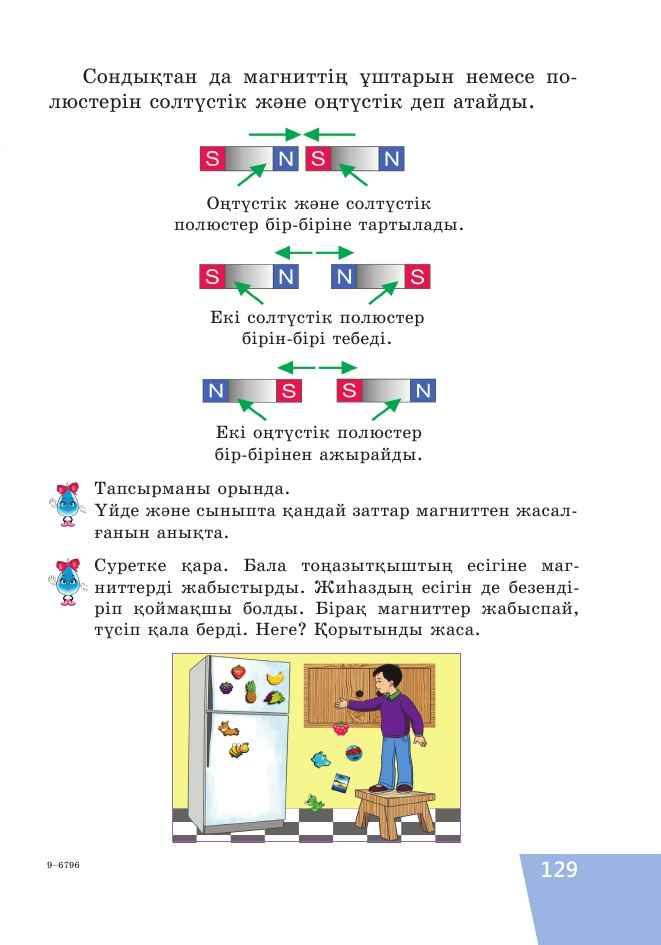 Сондықтан да магниттің ұштарын немесе по-
люстерін солтүстік және оңтүстік деп атайды.
S N S N
Оңтүстік және солтүстік
полюстер бір-біріне тартылады.
S N N S
Екі солтүстік полюстер
бірін-бірі тебеді.
N S S N
Екі оңтүстік полюстер
бір-бірінен ажырайды.
Тапсырманы орында.
Үйде және сыныпта қандай заттар магниттен жасал-
ғанын анықта.
Суретке қара. Бала тоңазытқыштың есігіне маг-
ниттерді жабыстырды. Жиһаздың есігін де безенді-
ріп қоймақшы болды. Бірақ магниттер жабыспай,
түсіп қала берді. Неге? Қорытынды жаса.
9–6796
129